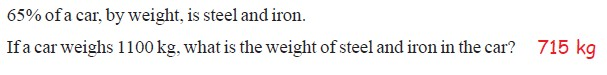 65% of a car, by weight, is steel and iron.
If a car weighs 1100 kg, what is the weight of steel and iron in the car? 715 kg